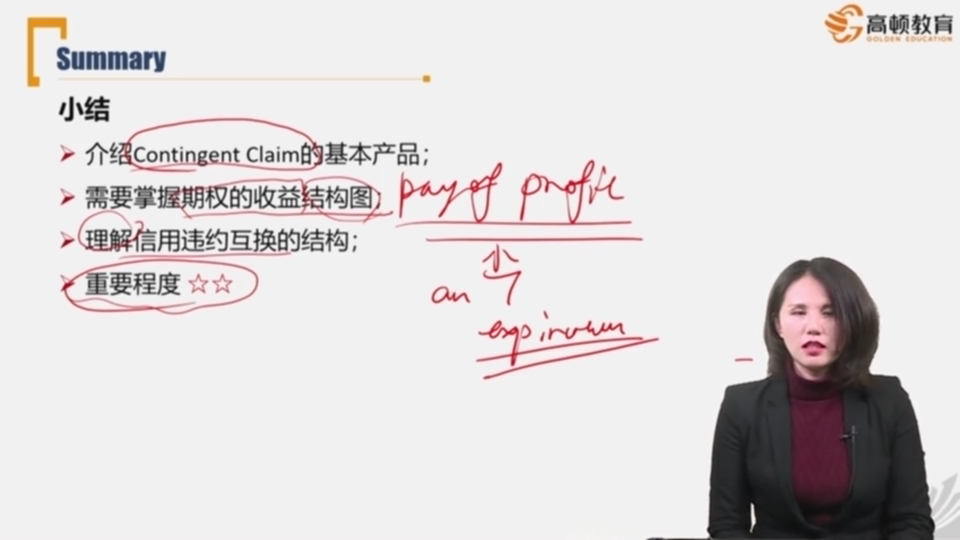 高顿教育
GOLDEN EDUCATION
Summary
小结
介绍Contingent Claim的基本产品；
需要掌握期权的收益结构图；
payoff profit
理解信用违约互换的结构；
重要程度 ☆☆